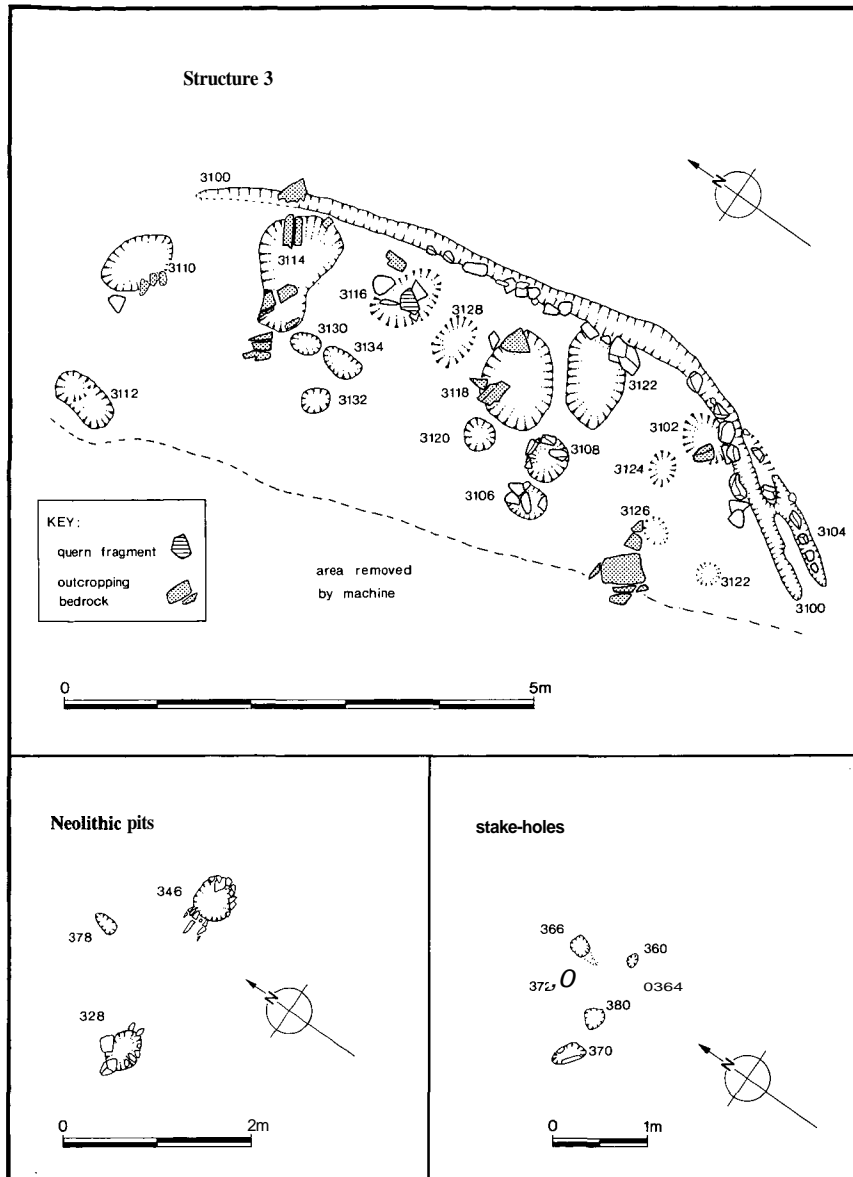 Structure 3
N
3100
3110
3114
3116
3128
3130
3134
3112
3132
3118
3122
3120
3108
3102
3124
3106
3126
3104
3122
3100
KEY:
quern fragment
outcropping
bedrock
area removed
by machine
0 5m
Neolithic pits
346
378
N
328
0 2m
stake-holes
366
360
372 0
0364
380
370
N
0 1m